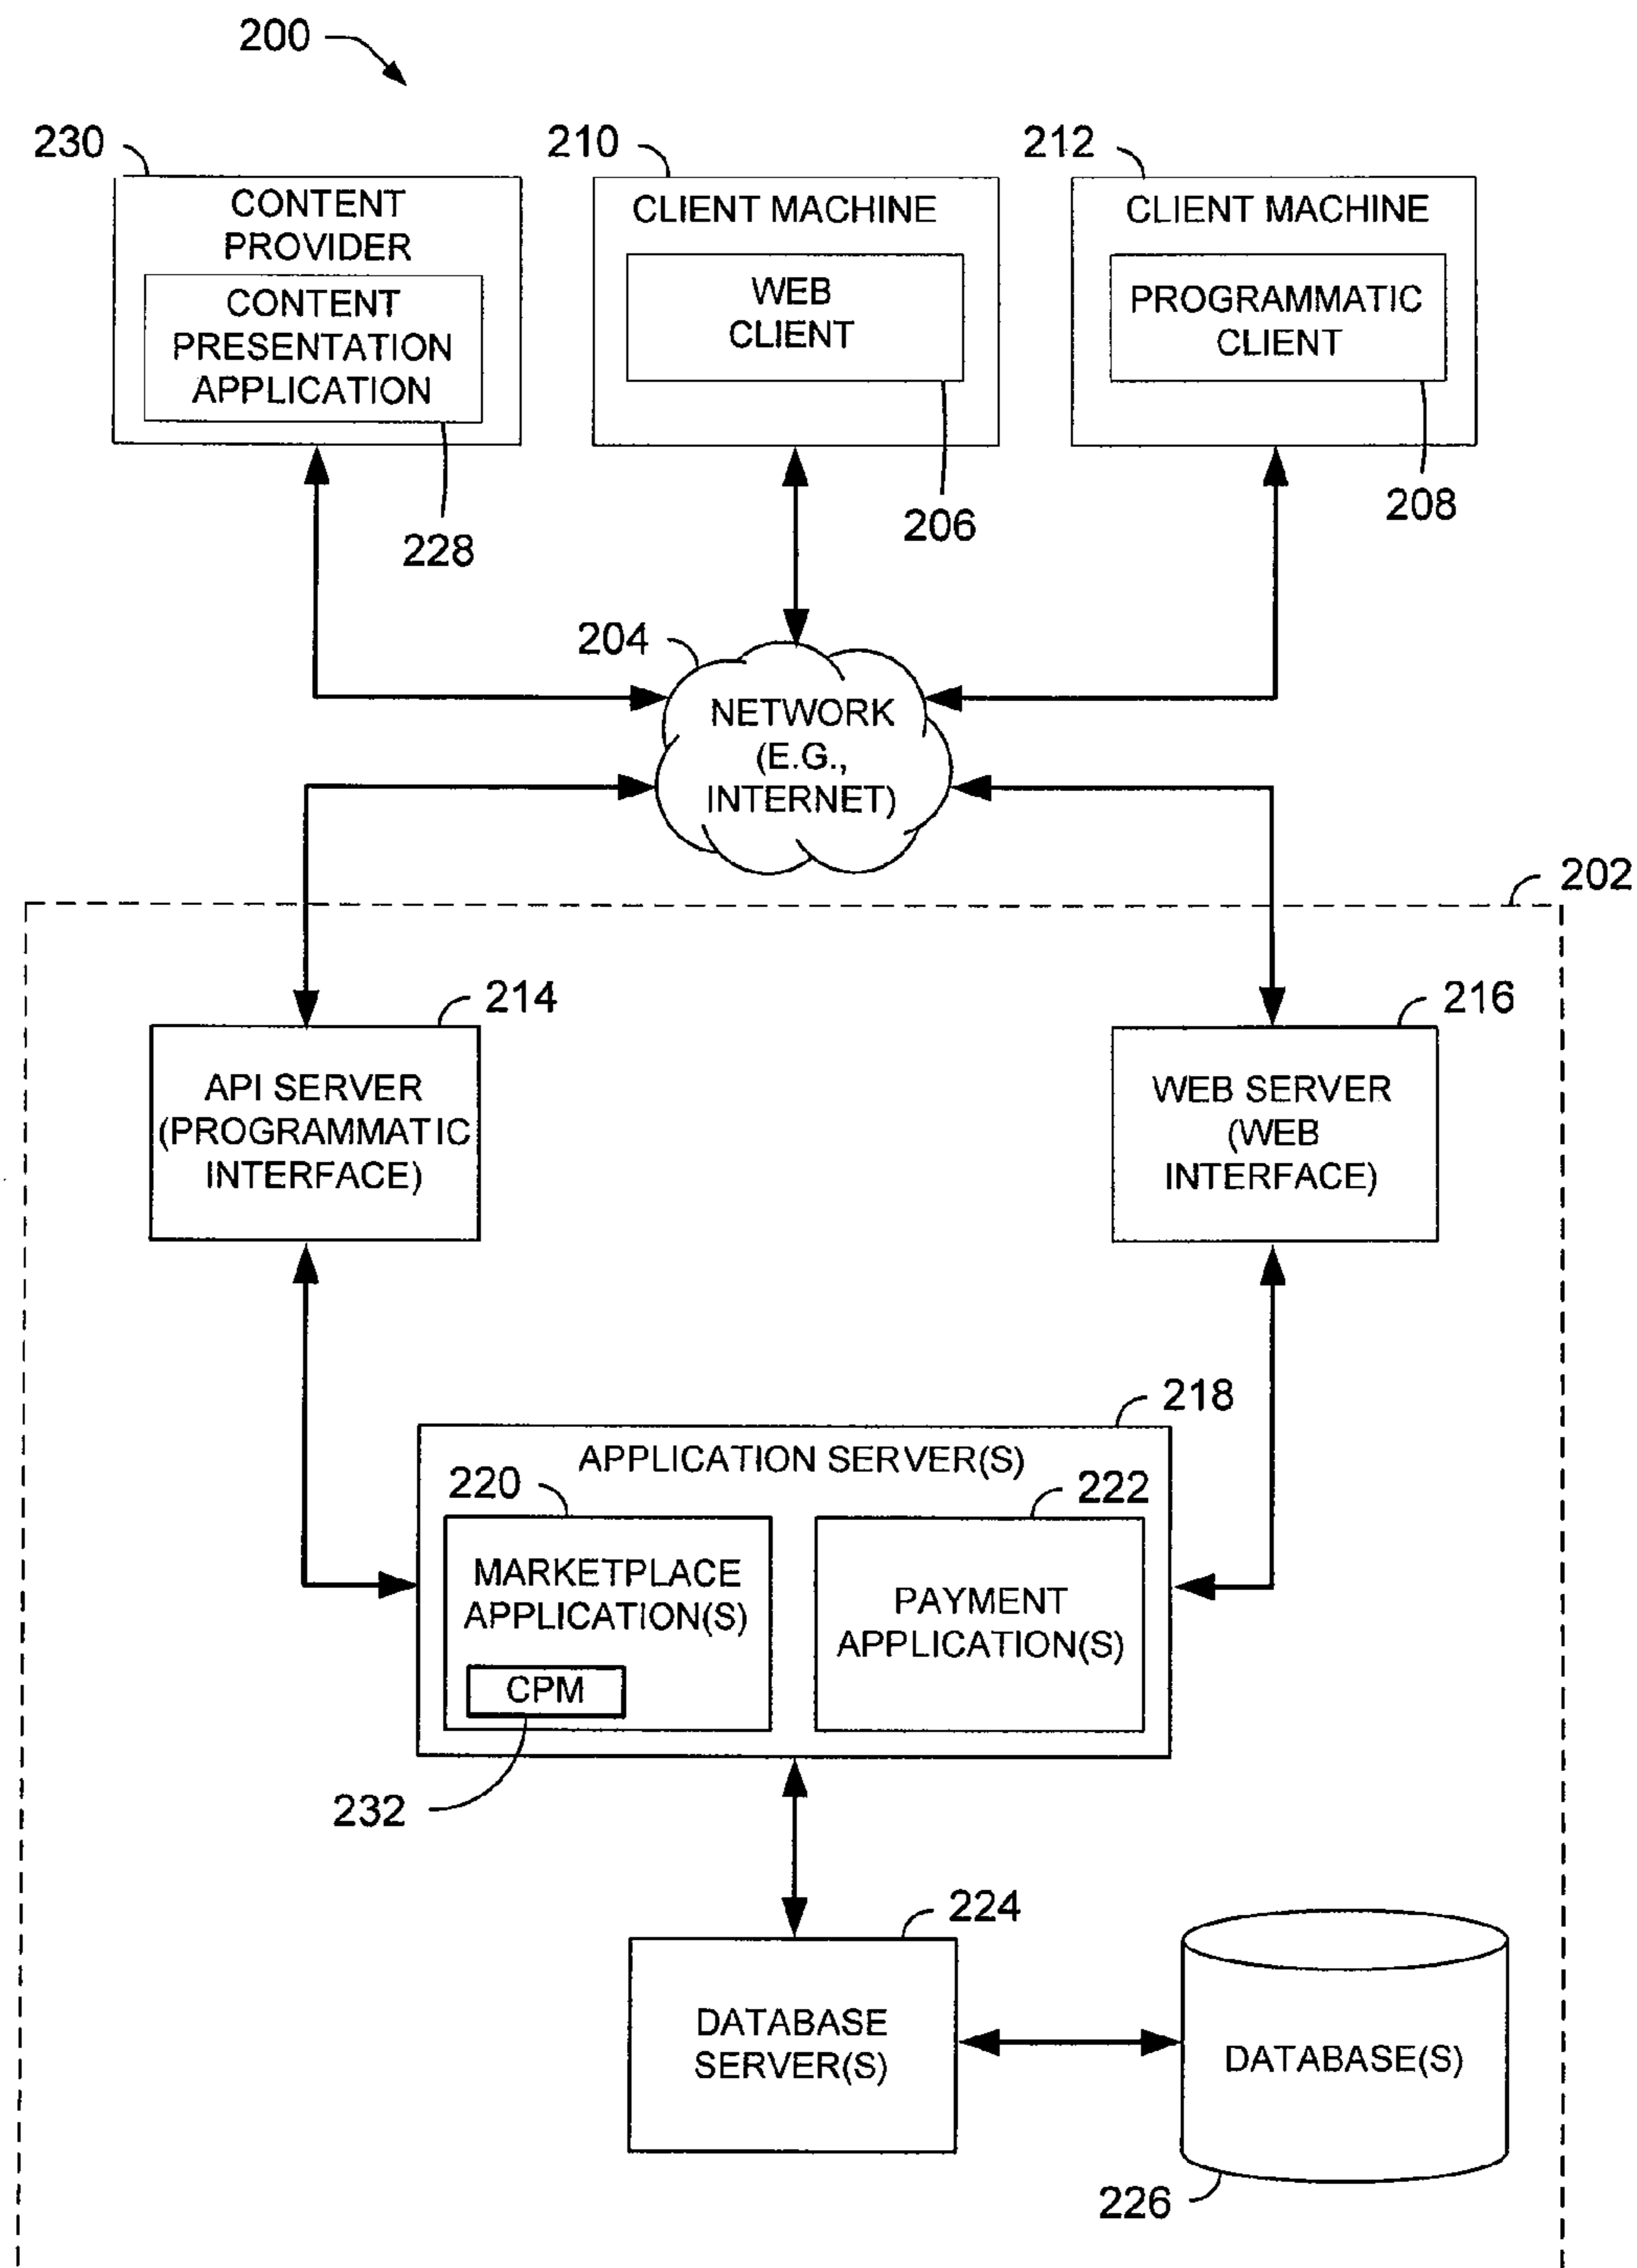 200
230
210
212
CONTENT
PROVIDER
CONTENT
PRESENTATION
APPLICATION
228
CLIENT MACHINE
WEB
CLIENT
206
CLIENT MACHINE
PROGRAMMATIC
CLIENT
208
204
NETWORK
(E.G.,
INTERNET)
202
214
API SERVER
(PROGRAMMATIC
INTERFACE)
216
WEB SERVER
(WEB
INTERFACE)
218
APPLICATION SERVER(S)
220
MARKETPLACE
APPLICATION(S)
CPM
232
222
PAYMENT
APPLICATION(S)
224
DATABASE
SERVER(S)
DATABASE(S)
226